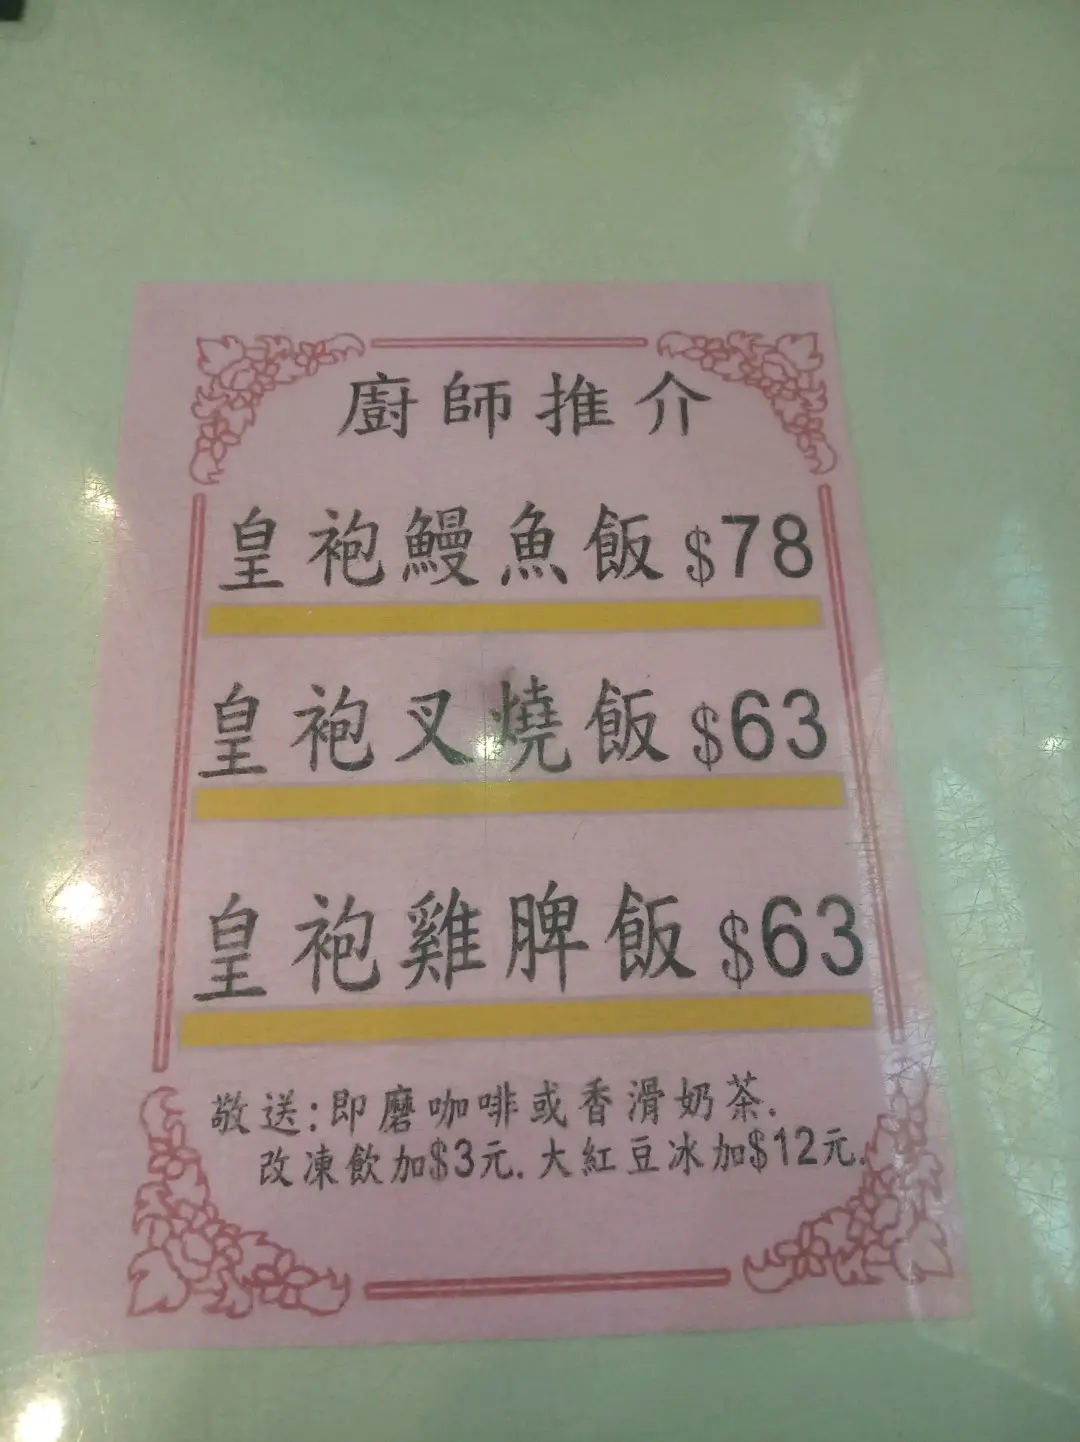 廚師推介
皇袍鰻魚飯 $78
皇袍叉燒飯 $63
皇袍雞脾飯 $63
敬送:即磨咖啡或香滑奶茶.
改凍飲加$3元.大紅豆冰加$12元.